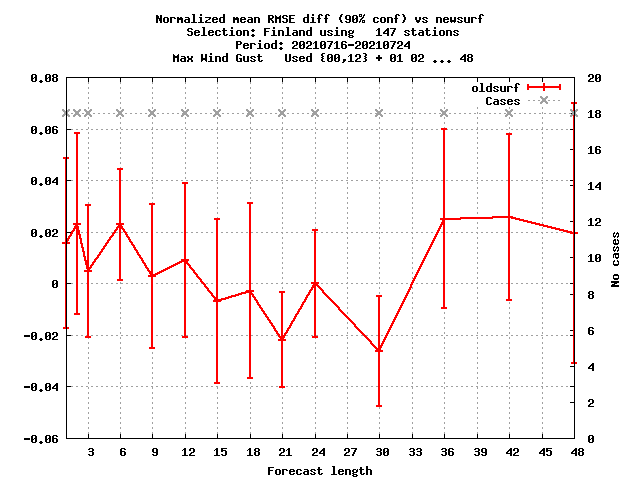 Normalized mean RMSE diff (90% conf) vs newsurf
Selection: Finland using   147 stations
Period: 20210716-20210724
Max Wind Gust   Used {00,12} + 01 02 ... 48
oldsurf
Cases
0.08
0.06
0.04
0.02
0
-0.02
-0.04
-0.06
20
18
16
14
12
10
8
6
4
2
0
No cases
3 6 9 12 15 18 21 24 27 30 33 36 39 42 45 48
Forecast length